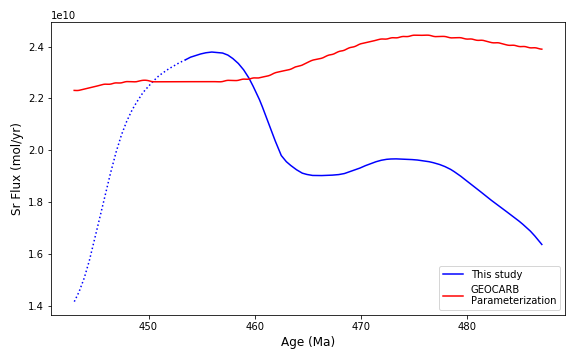 1e10
2.4
2.2
2.0
1.8
1.6
1.4
Sr Flux (mol/yr)
450
460
470
480
Age (Ma)
This study
GEOCARB
Parameterization